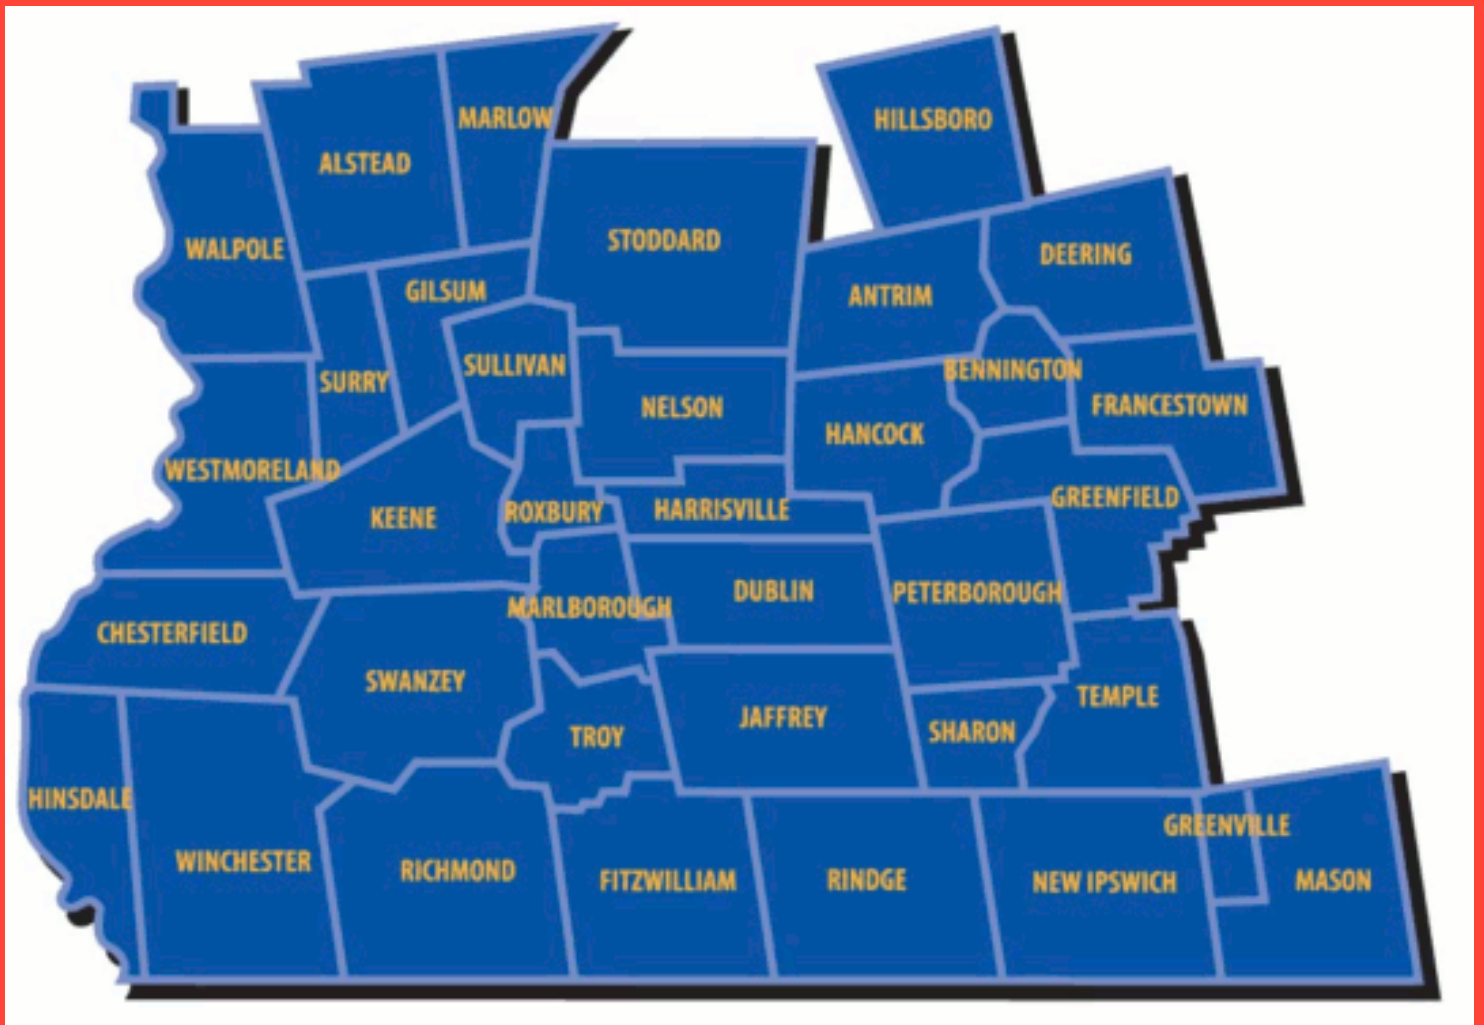 HILLSBORO
MARLOW
ALSTEAD
STODDARD
WALPOLE
DEERING
GILSUM
ANTRIM
SULLIVAN
BENNINGTON
SURRY
NELSON
FRANCESTOWN
HANCOCK
WESTMORELAND
GREENFIELD
KEENE
ROXBURY
HARRISVILLE
DUBLIN
PETERBOROUGH
MARLBOROUGH
CHESTERFIELD
SWANZEY
TEMPLE
JAFFREY
SHARON
TROY
HINSDALE
GREENVILLE
WINCHESTER
RICHMOND
FITZWILLIAM
RINDGE
NEW IPSWICH
MASON